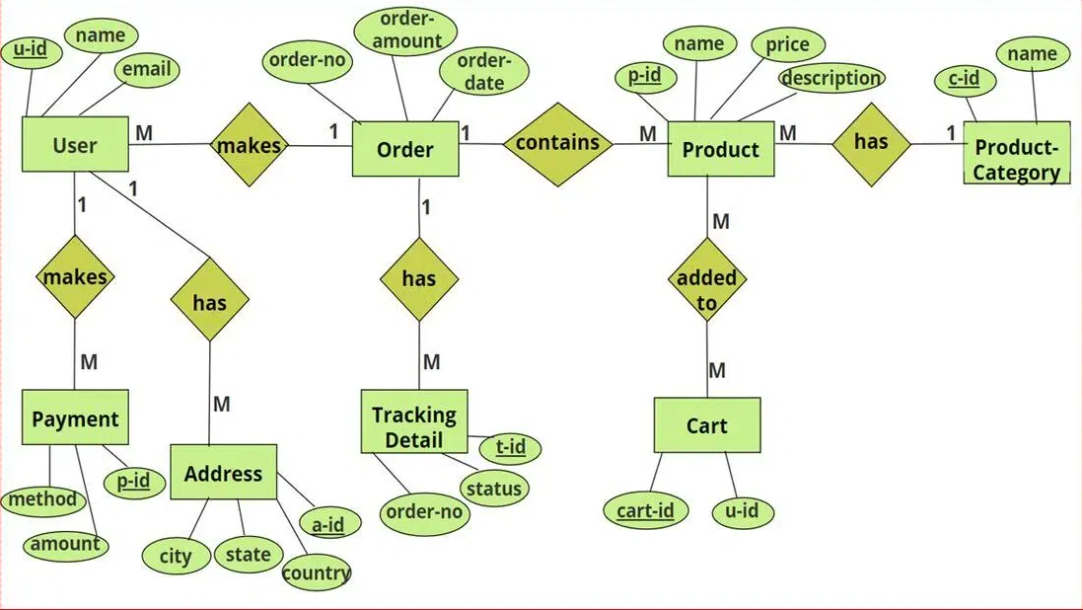 order-
amount
name
u-id
email
order-no
order-
date
name
price
p-id
description
name
c-id
User
M
makes
1
Order
1
contains
M
Product
M
has
1
Product-
Category
1
1
1
M
makes
has
has
added
to
M
M
M
M
Payment
Address
Tracking
Detail
Cart
method
p-id
amount
city
state
country
a-id
order-no
status
t-id
cart-id
u-id